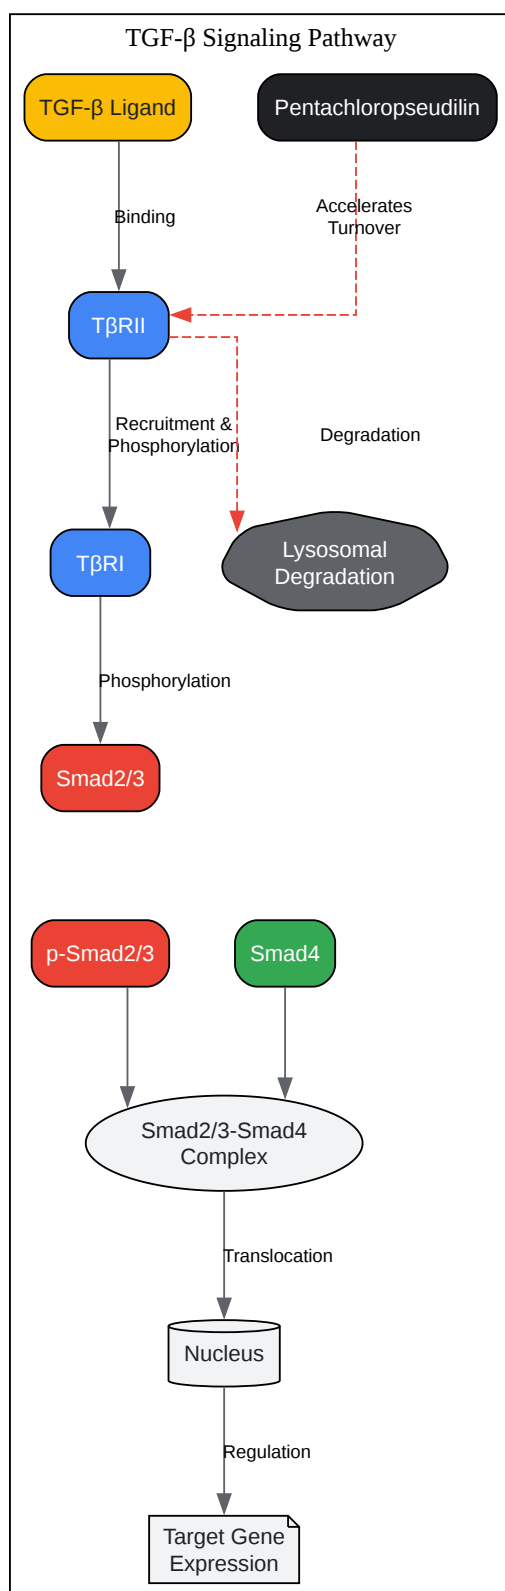 TGF-β Signaling Pathway
TGF-β Ligand
Pentachloropseudilin
Binding
Accelerates
Turnover
TβRII
Recruitment &
Phosphorylation
Degradation
TβRI
Lysosomal
Degradation
Phosphorylation
Smad2/3
p-Smad2/3
Smad4
Smad2/3-Smad4
Complex
Translocation
Nucleus
Regulation
Target Gene
Expression